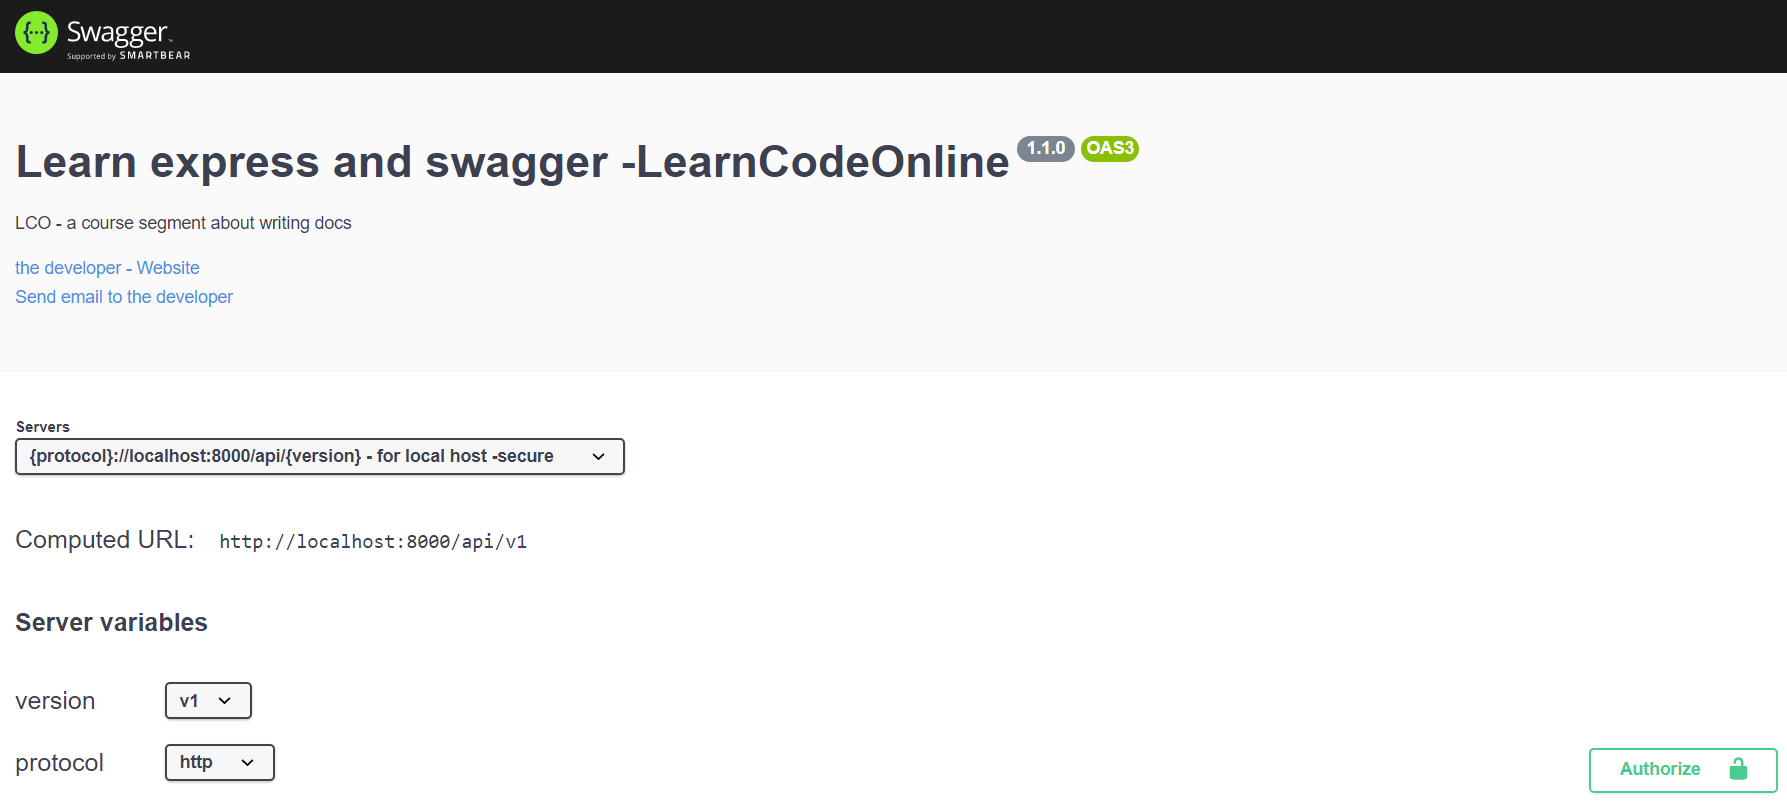 {···} Swagger™
Supported by SMARTBEAR
Learn express and swagger -LearnCodeOnline 1.1.0 OAS3
LCO - a course segment about writing docs
the developer - Website
Send email to the developer
Servers
{protocol}://localhost:8000/api/{version} - for local host -secure
Computed URL: http://localhost:8000/api/v1
Server variables
version v1
protocol http
Authorize